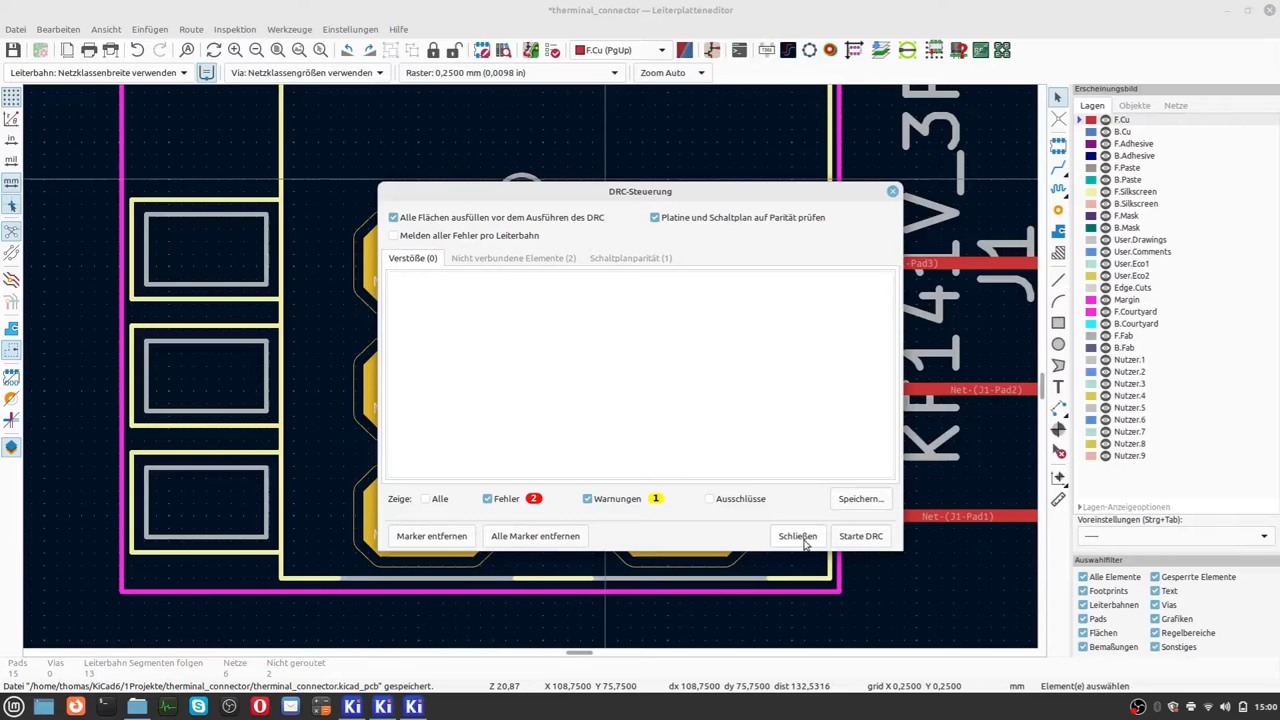 *therminal_connector — Leiterplatteneditor
Datei Bearbeiten Ansicht Einfügen Route Inspektion Werkzeuge Einstellungen Hilfe
F.Cu (PgUp)
Leiterbahn: Netzklassenbreite verwenden Via: Netzklassengrößen verwenden Raster: 0,2500 mm (0,0098 in) Zoom Auto
in
mil
mm
DRC-Steuerung
Alle Flächen ausfüllen vor dem Ausführen des DRC
Platine und Schaltplan auf Parität prüfen
Melden aller Fehler pro Leiterbahn
Verstöße (0) Nicht verbundene Elemente (2) Schaltplanparität (1)
Zeige: Alle Fehler 2 Warnungen 1 Ausschlüsse Speichern...
Marker entfernen Alle Marker entfernen Schließen Starte DRC
-Pad3)
J1
Net-(J1-Pad2)
Net-(J1-Pad1)
Erscheinungsbild
Lagen Objekte Netze
F.Cu
B.Cu
F.Adhesive
B.Adhesive
F.Paste
B.Paste
F.Silkscreen
B.Silkscreen
F.Mask
B.Mask
User.Drawings
User.Comments
User.Eco1
User.Eco2
Edge.Cuts
Margin
F.Courtyard
B.Courtyard
F.Fab
B.Fab
Nutzer.1
Nutzer.2
Nutzer.3
Nutzer.4
Nutzer.5
Nutzer.6
Nutzer.7
Nutzer.8
Nutzer.9
Lagen-Anzeigeoptionen
Voreinstellungen (Strg+Tab):
-----
Auswahlfilter
Alle Elemente Gesperrte Elemente
Footprints Text
Leiterbahnen Vias
Pads Grafiken
Flächen Regelbereiche
Bemaßungen Sonstiges
Pads Vias Leiterbahn Segmenten folgen Netze Nicht geroutet
15 0 13 6 2
Datei "/home/thomas/KiCad6/1Projekte/therminal_connector/therminal_connector.kicad_pcb" gespeichert. Z 20,87 X 108,7500 Y 75,7500 dx 108,7500 dy 75,7500 dist 132,5316 grid X 0,2500 Y 0,2500 mm Element(e) auswählen
Ki Ki Ki 15:00